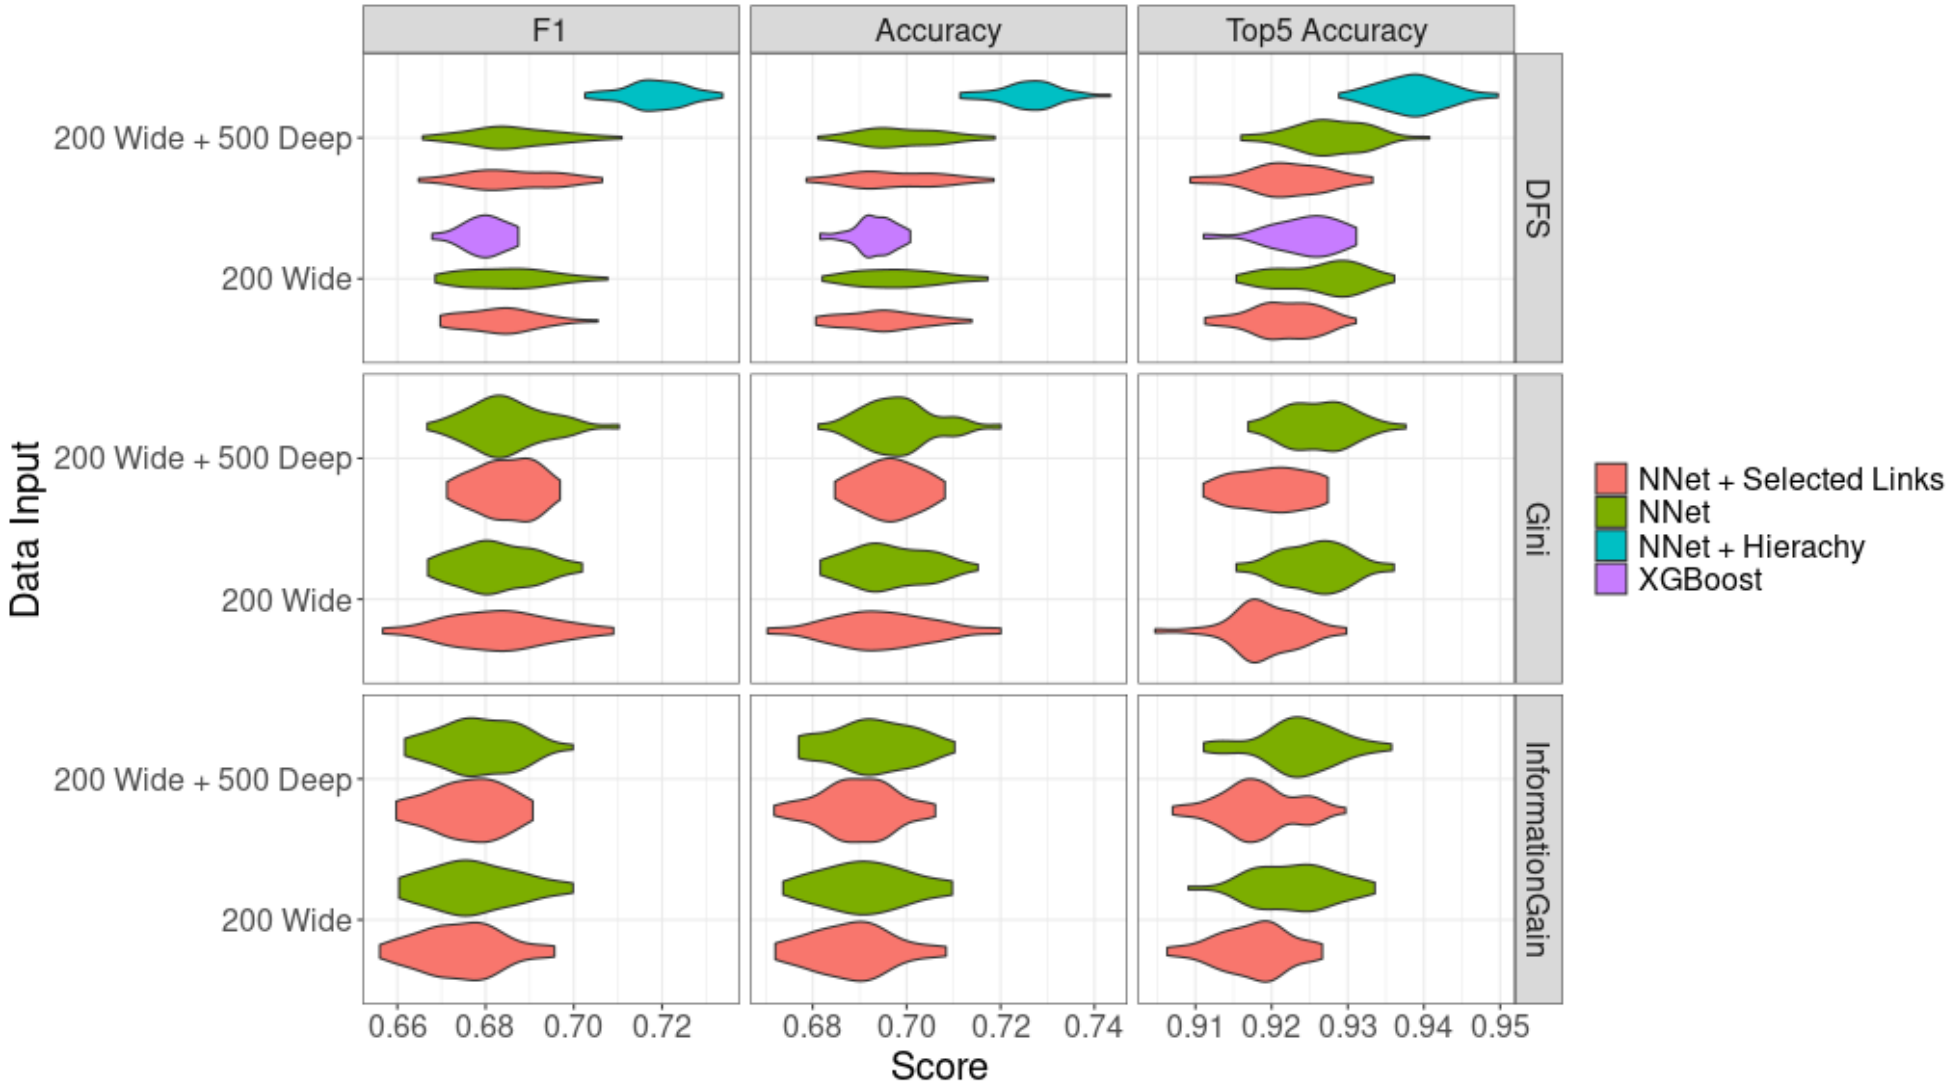 F1 Accuracy Top5 Accuracy
200 Wide + 500 Deep
200 Wide
DFS
200 Wide + 500 Deep
200 Wide
Gini
200 Wide + 500 Deep
200 Wide
InformationGain
Data Input
0.66 0.68 0.70 0.72 0.68 0.70 0.72 0.74 0.91 0.92 0.93 0.94 0.95
Score
NNet + Selected Links
NNet
NNet + Hierachy
XGBoost